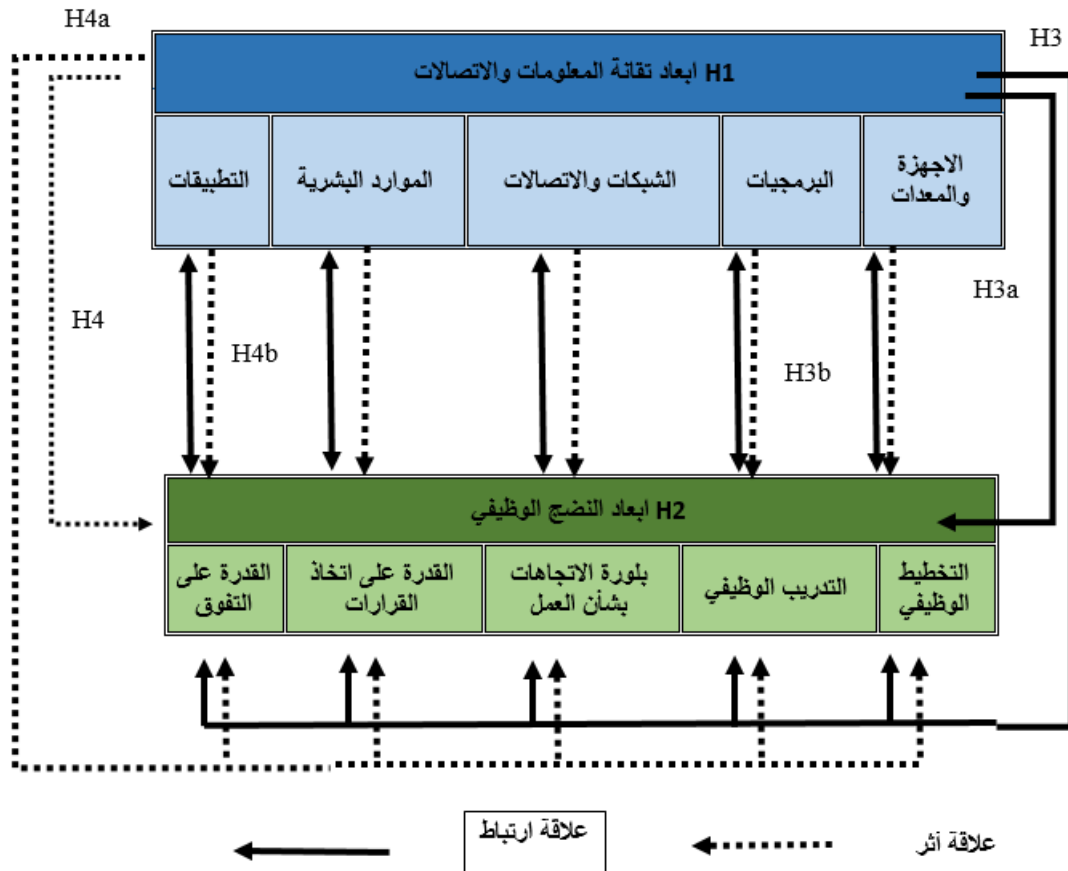 H4a
H3
H1 ابعاد تقانة المعلومات والاتصالات
الاجهزة
والمعدات
البرمجيات
الشبكات والاتصالات
الموارد البشرية
التطبيقات
H3a
H4
H4b
H3b
H2 ابعاد النضج الوظيفي
التخطيط
الوظيفي
التدريب الوظيفي
بلورة الاتجاهات
بشأن العمل
القدرة على اتخاذ
القرارات
القدرة على
التفوق
علاقة أثر
علاقة ارتباط